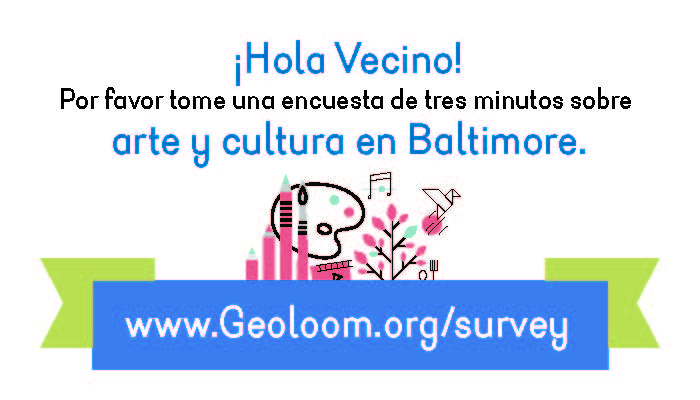 ¡Hola Vecino!
Por favor tome una encuesta de tres minutos sobre
arte y cultura en Baltimore.
www.Geoloom.org/survey